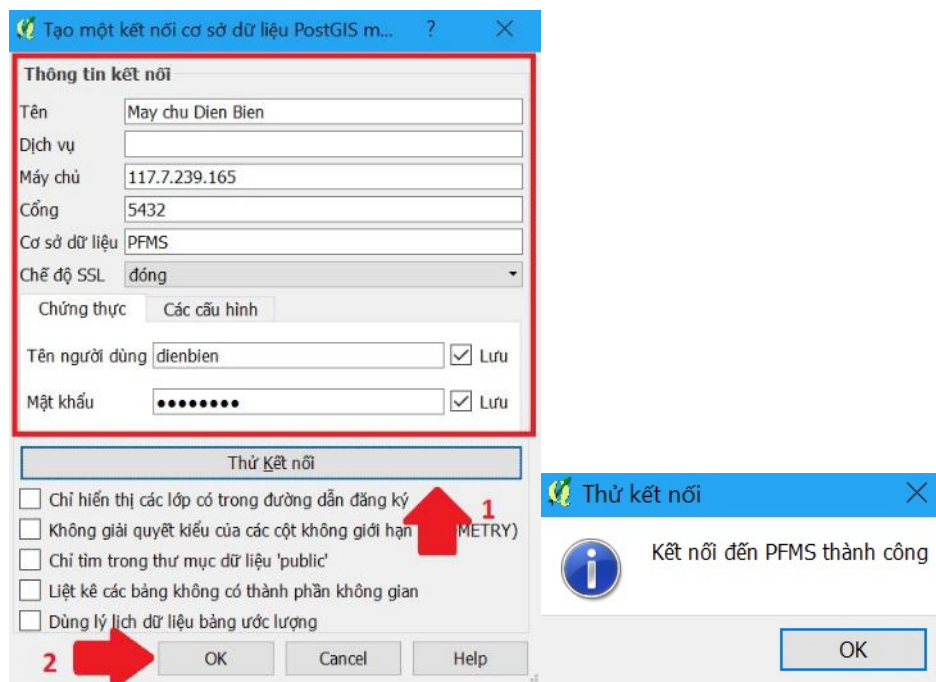 Tạo một kết nối cơ sở dữ liệu PostGIS m...
Thông tin kết nối
Tên May chu Dien Bien
Dịch vụ
Máy chủ 117.7.239.165
Cổng 5432
Cơ sở dữ liệu PFMS
Chế độ SSL đóng
Chứng thực Các cấu hình
Tên người dùng dienbien Lưu
Mật khẩu ●●●●●●●● Lưu
Thử Kết nối
Chỉ hiển thị các lớp có trong đường dẫn đăng ký
1
Không giải quyết kiểu của các cột không giới hạn METRY)
Chỉ tìm trong thư mục dữ liệu 'public'
Liệt kê các bảng không có thành phần không gian
Dùng lý lịch dữ liệu bảng ước lượng
2 OK Cancel Help
Thử kết nối
Kết nối đến PFMS thành công
OK